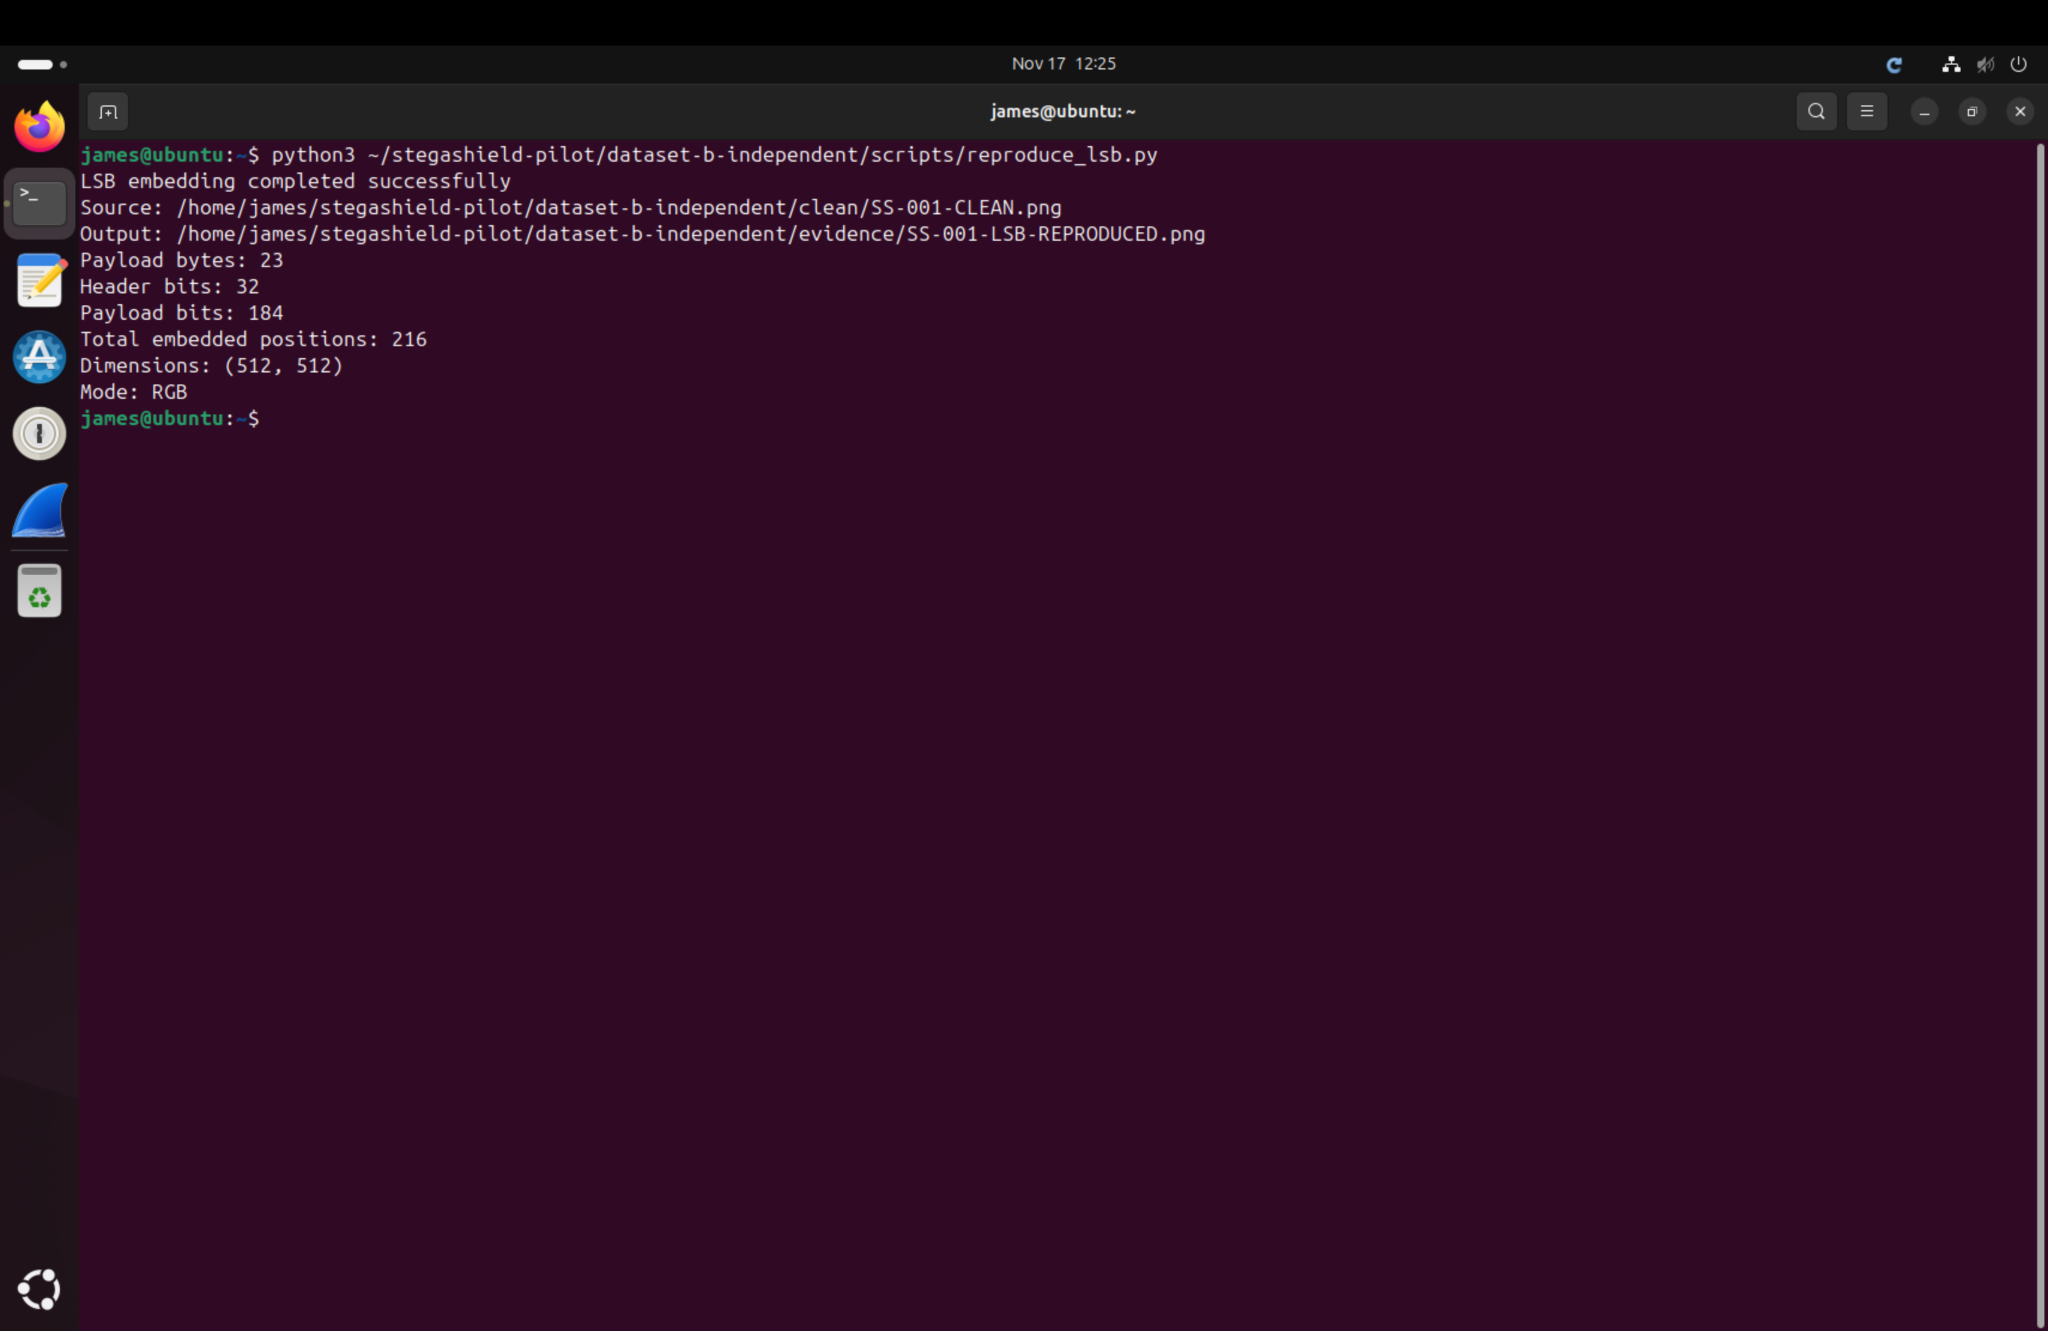 Nov 17 12:25
james@ubuntu: ~
james@ubuntu:~$ python3 ~/stegashield-pilot/dataset-b-independent/scripts/reproduce_lsb.py
LSB embedding completed successfully
Source: /home/james/stegashield-pilot/dataset-b-independent/clean/SS-001-CLEAN.png
Output: /home/james/stegashield-pilot/dataset-b-independent/evidence/SS-001-LSB-REPRODUCED.png
Payload bytes: 23
Header bits: 32
Payload bits: 184
Total embedded positions: 216
Dimensions: (512, 512)
Mode: RGB
james@ubuntu:~$